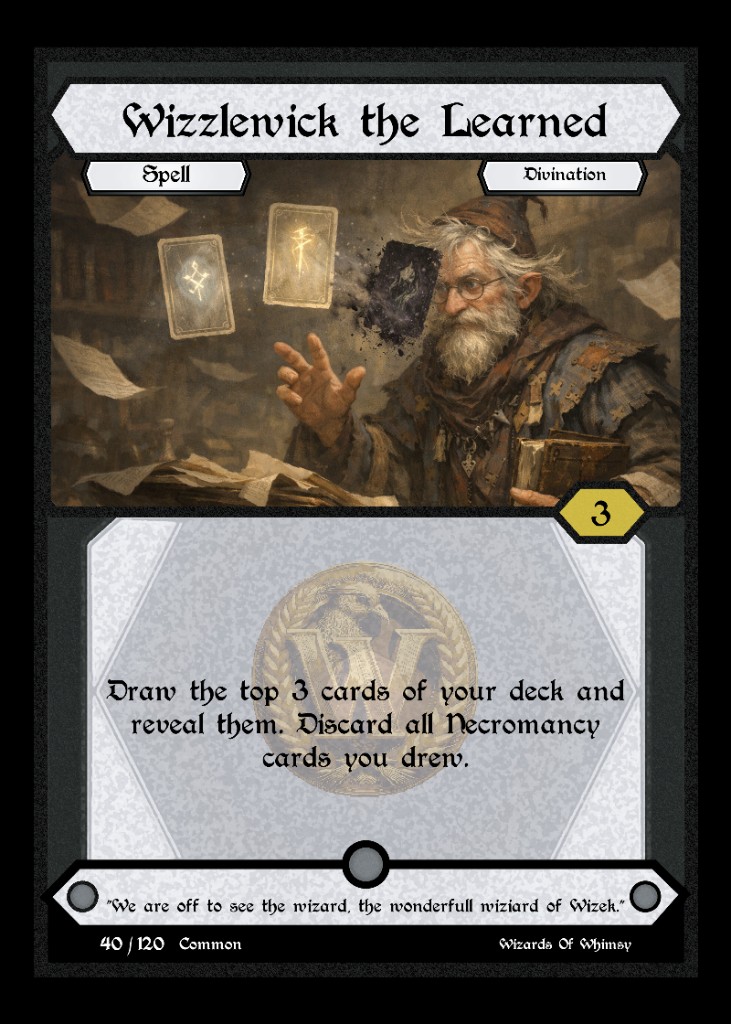 Wizzlewick the Learned
Spell
Divination
3
W
Draw the top 3 cards of your deck and
reveal them. Discard all Necromancy
cards you drew.
"We are off to see the wizard, the wonderfull wiziard of Wizek."
40 / 120 Common
Wizards Of Whimsy